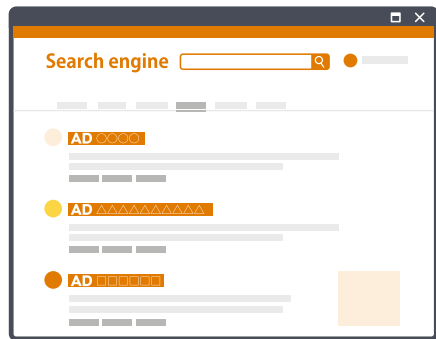 Search engine
AD ○○○○
AD △△△△△△△△△△
AD □□□□□□